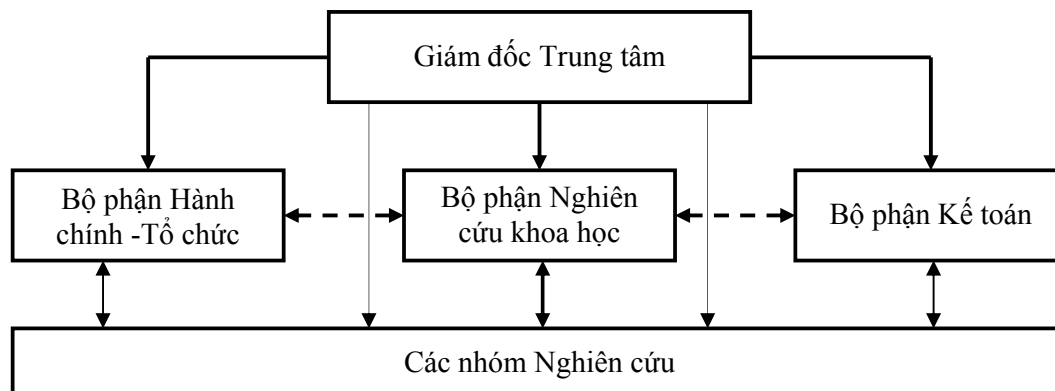 Giám đốc Trung tâm
Bộ phận Hành
chính -Tổ chức
Bộ phận Nghiên
cứu khoa học
Bộ phận Kế toán
Các nhóm Nghiên cứu